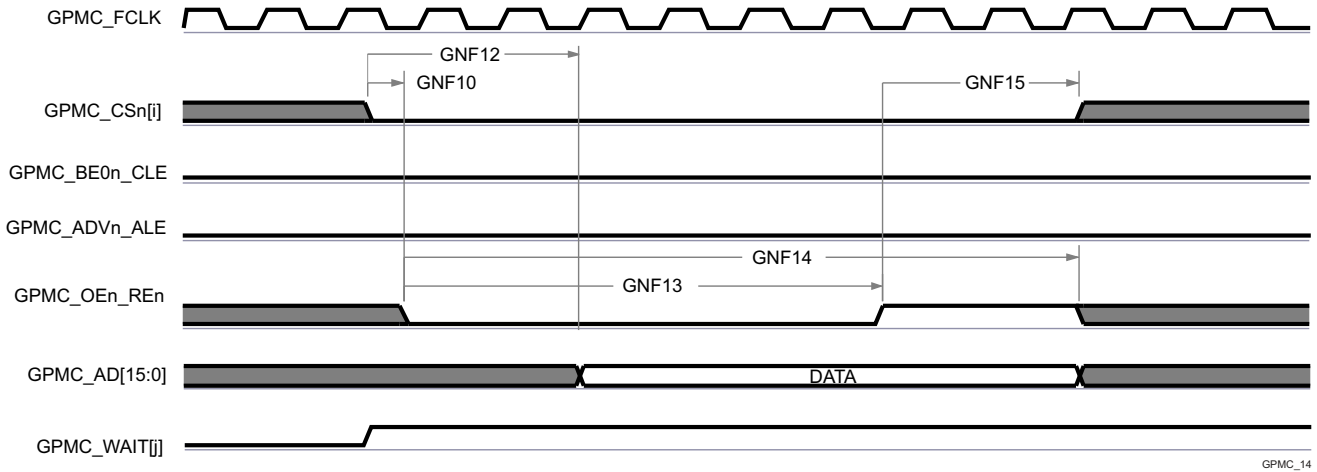 GPMC_FCLK
GNF12
GNF10
GNF15
GPMC_CSn[i]
GPMC_BE0n_CLE
GPMC_ADVn_ALE
GNF14
GNF13
GPMC_OEn_REn
GPMC_AD[15:0]
DATA
GPMC_WAIT[j]
GPMC_14